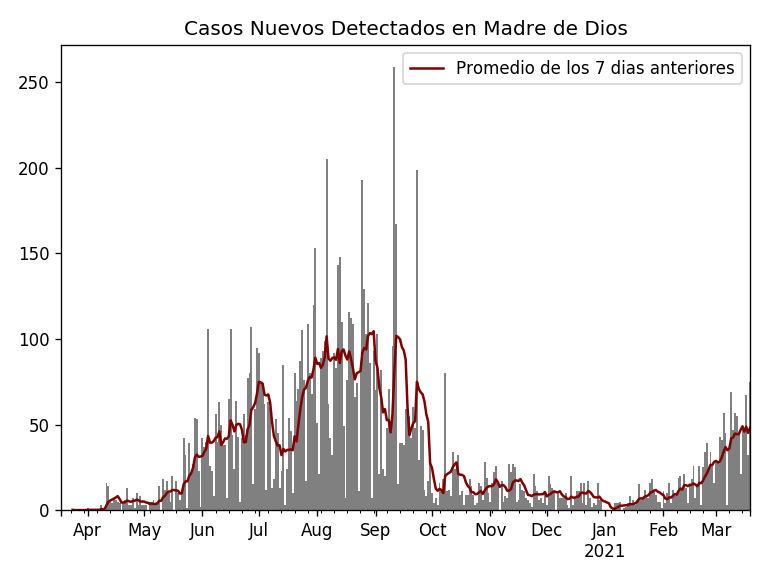 Casos Nuevos Detectados en Madre de Dios
Promedio de los 7 dias anteriores
250
200
150
100
50
0
Apr May Jun Jul Aug Sep Oct Nov Dec Jan Feb Mar
2021